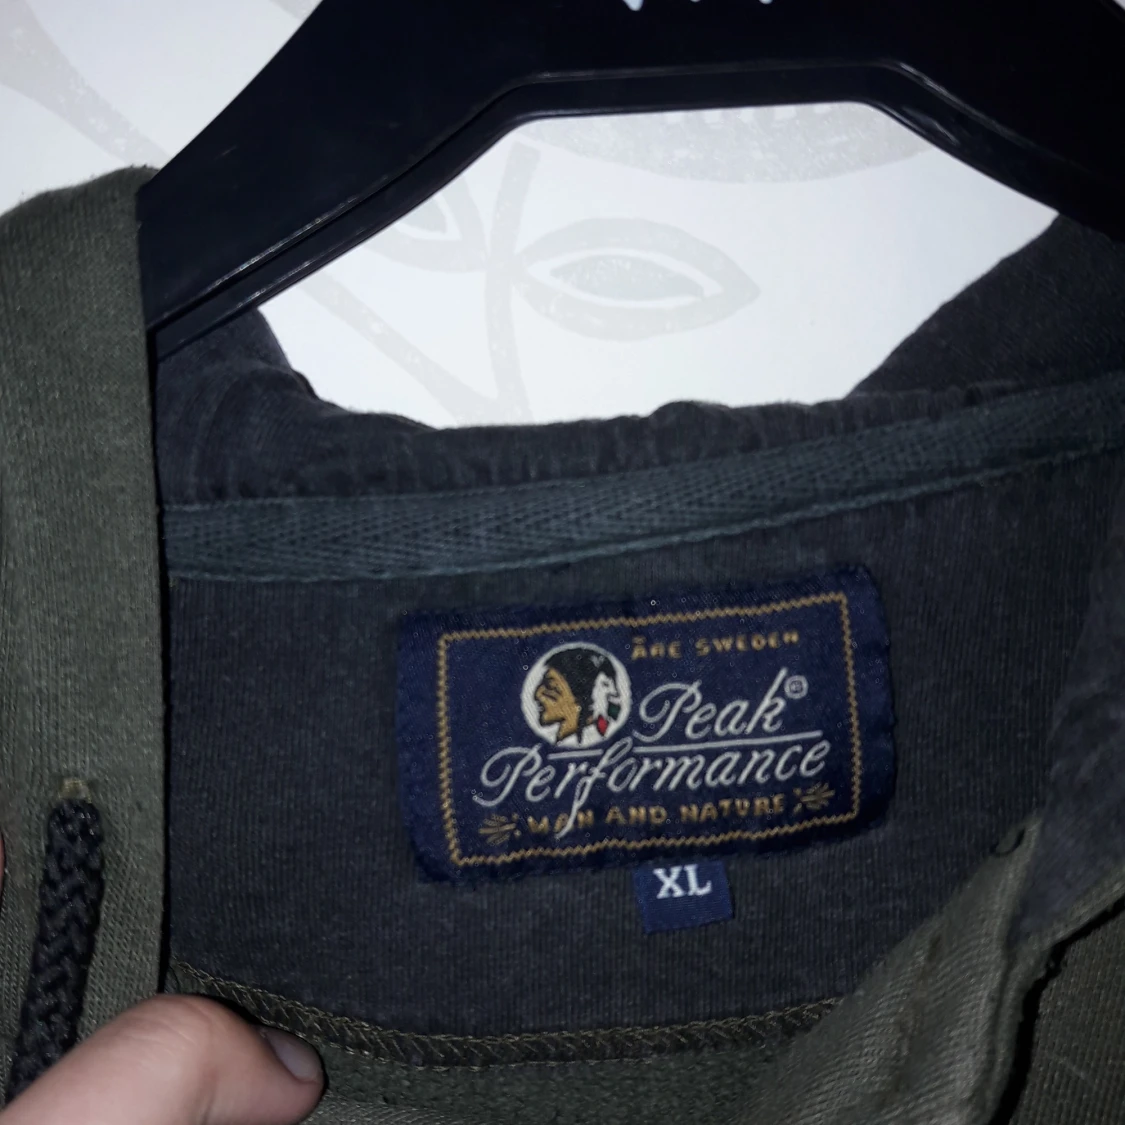 ÅRE SWEDEN
Peak®
Performance
MAN AND NATURE
XL